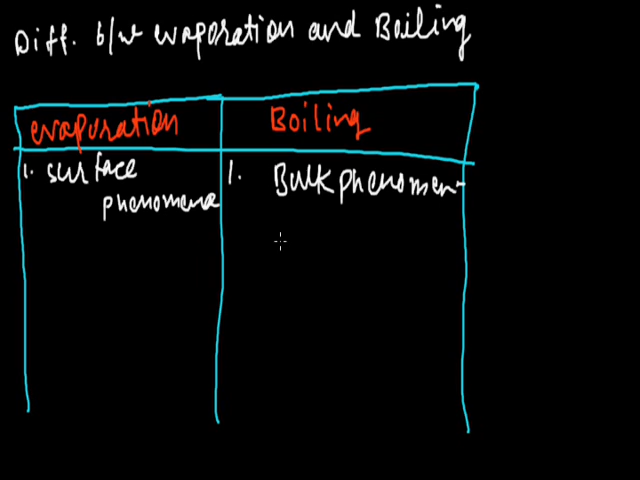 Diff. b/w evaporation and Boiling
evaporation Boiling
1. surface 1. Bulk phenomen
phenomena